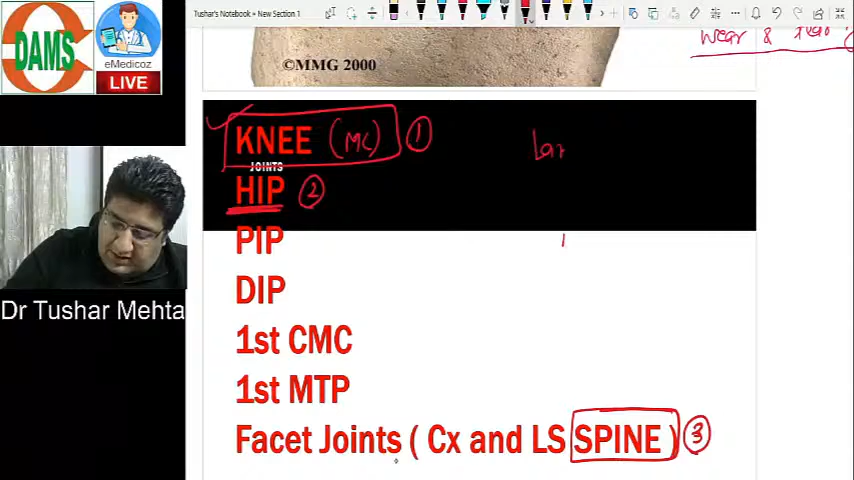 DAMS
eMedicoz
LIVE
Tushar's Notebook » New Section 1
wear &
©MMG 2000
KNEE (MC) 1
JOINTS
HIP 2
PIP
DIP
1st CMC
1st MTP
Facet Joints ( Cx and LS SPINE ) 3
Dr Tushar Mehta